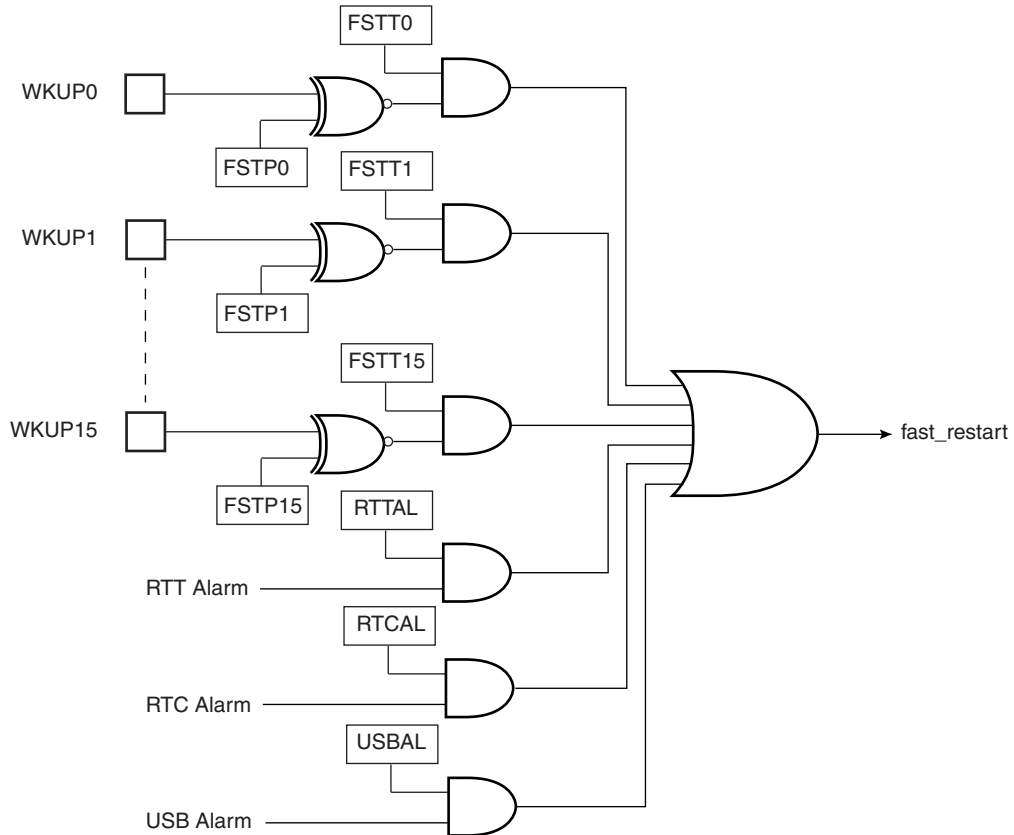 FSTT0
WKUP0
FSTP0
FSTT1
WKUP1
FSTP1
FSTT15
WKUP15
fast_restart
FSTP15
RTTAL
RTT Alarm
RTCAL
RTC Alarm
USBAL
USB Alarm